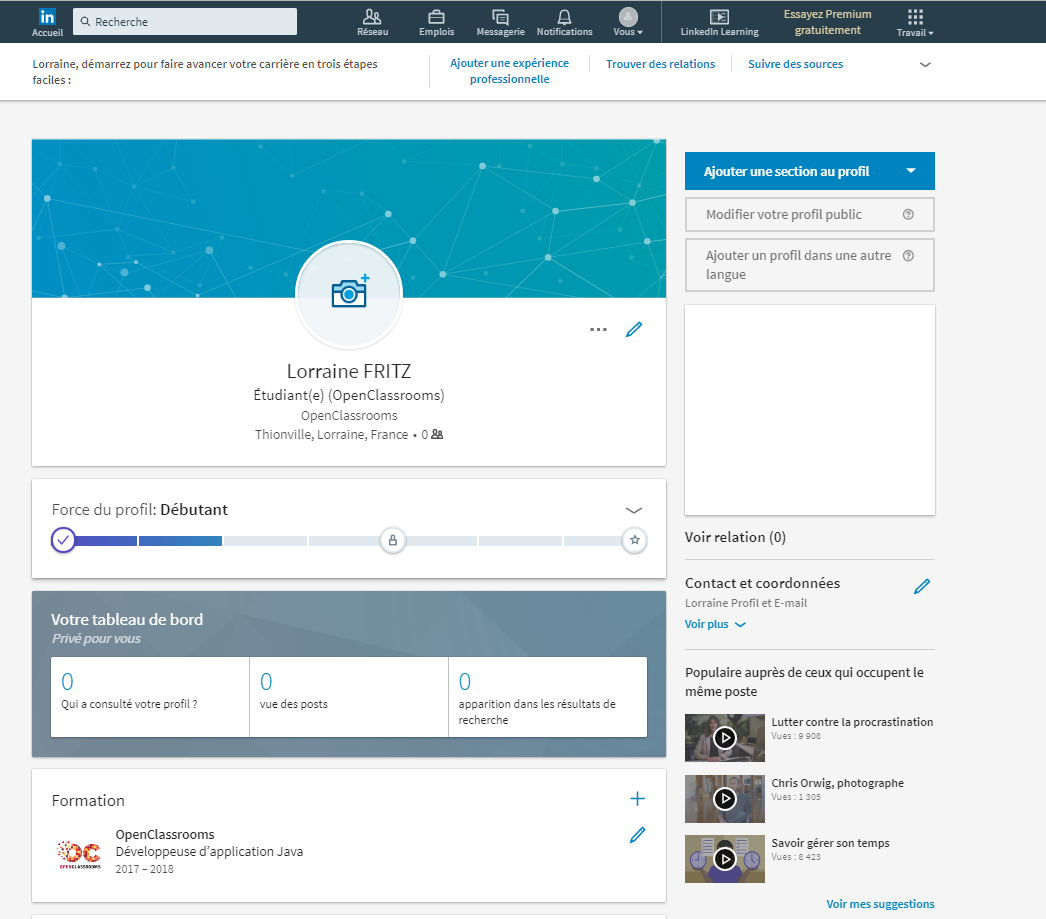 in
Recherche
Accueil
Réseau
Emplois
Messagerie
Notifications
Vous
LinkedIn Learning
Essayez Premium
gratuitement
Travail
Lorraine, démarrez pour faire avancer votre carrière en trois étapes
faciles :
Ajouter une expérience
professionnelle
Trouver des relations
Suivre des sources
Lorraine FRITZ
Étudiant(e) (OpenClassrooms)
OpenClassrooms
Thionville, Lorraine, France • 0
Force du profil: Débutant
Votre tableau de bord
Privé pour vous
0
Qui a consulté votre profil ?
0
vue des posts
0
apparition dans les résultats de
recherche
Formation
OC
OPENCLASSROOMS
OpenClassrooms
Développeuse d’application Java
2017 – 2018
Ajouter une section au profil
Modifier votre profil public
Ajouter un profil dans une autre
langue
Voir relation (0)
Contact et coordonnées
Lorraine Profil et E-mail
Voir plus
Populaire auprès de ceux qui occupent le
même poste
Lutter contre la procrastination
Vues : 9 908
Chris Orwig, photographe
Vues : 1 305
Savoir gérer son temps
Vues : 8 423
Voir mes suggestions